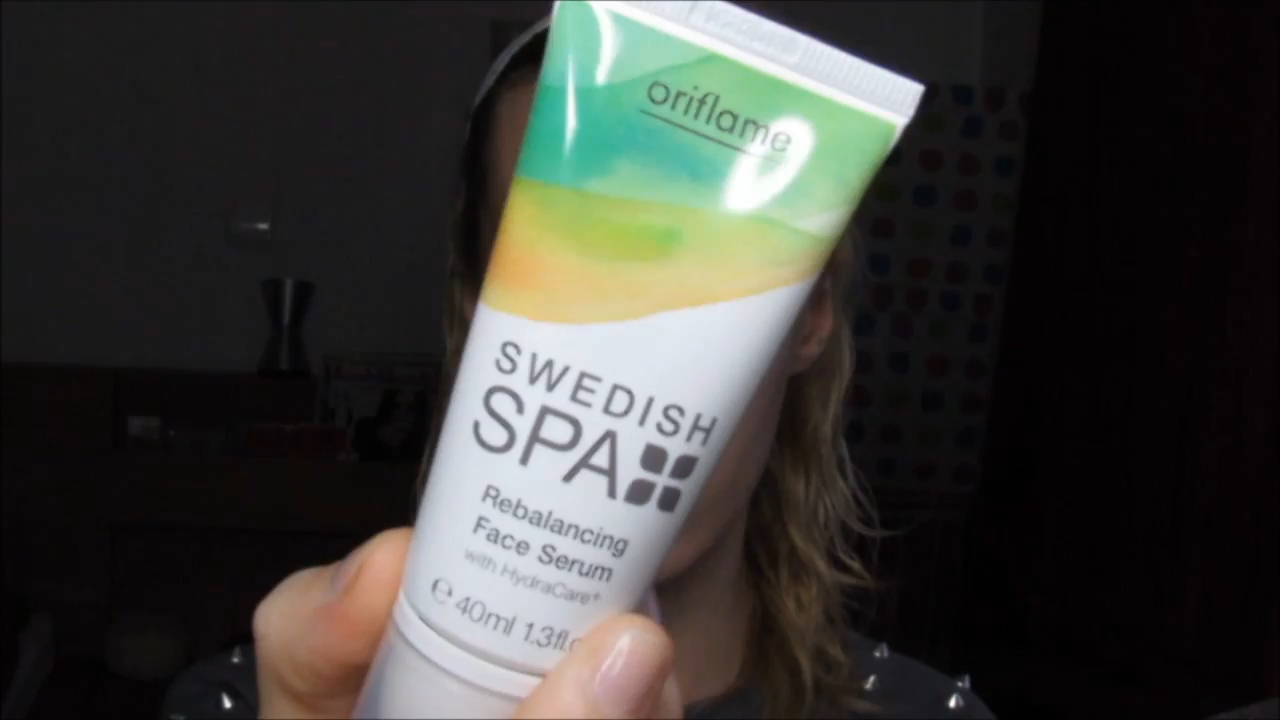 oriflame
SWEDISH
SPA
Rebalancing
Face Serum
with HydraCare+
℮ 40ml 1.3fl.